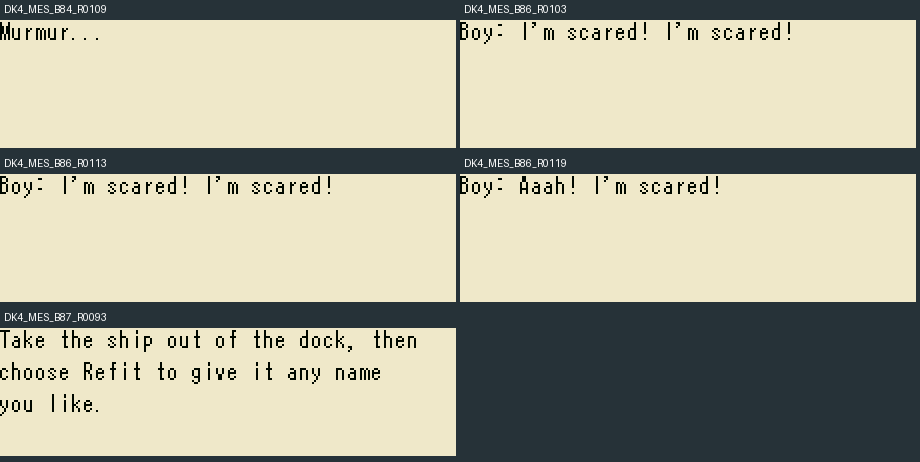 DK4_MES_B84_R0109
Murmur...
DK4_MES_B86_R0103
Boy: I'm scared! I'm scared!
DK4_MES_B86_R0113
Boy: I'm scared! I'm scared!
DK4_MES_B86_R0119
Boy: Aaah! I'm scared!
DK4_MES_B87_R0093
Take the ship out of the dock, then
choose Refit to give it any name
you like.